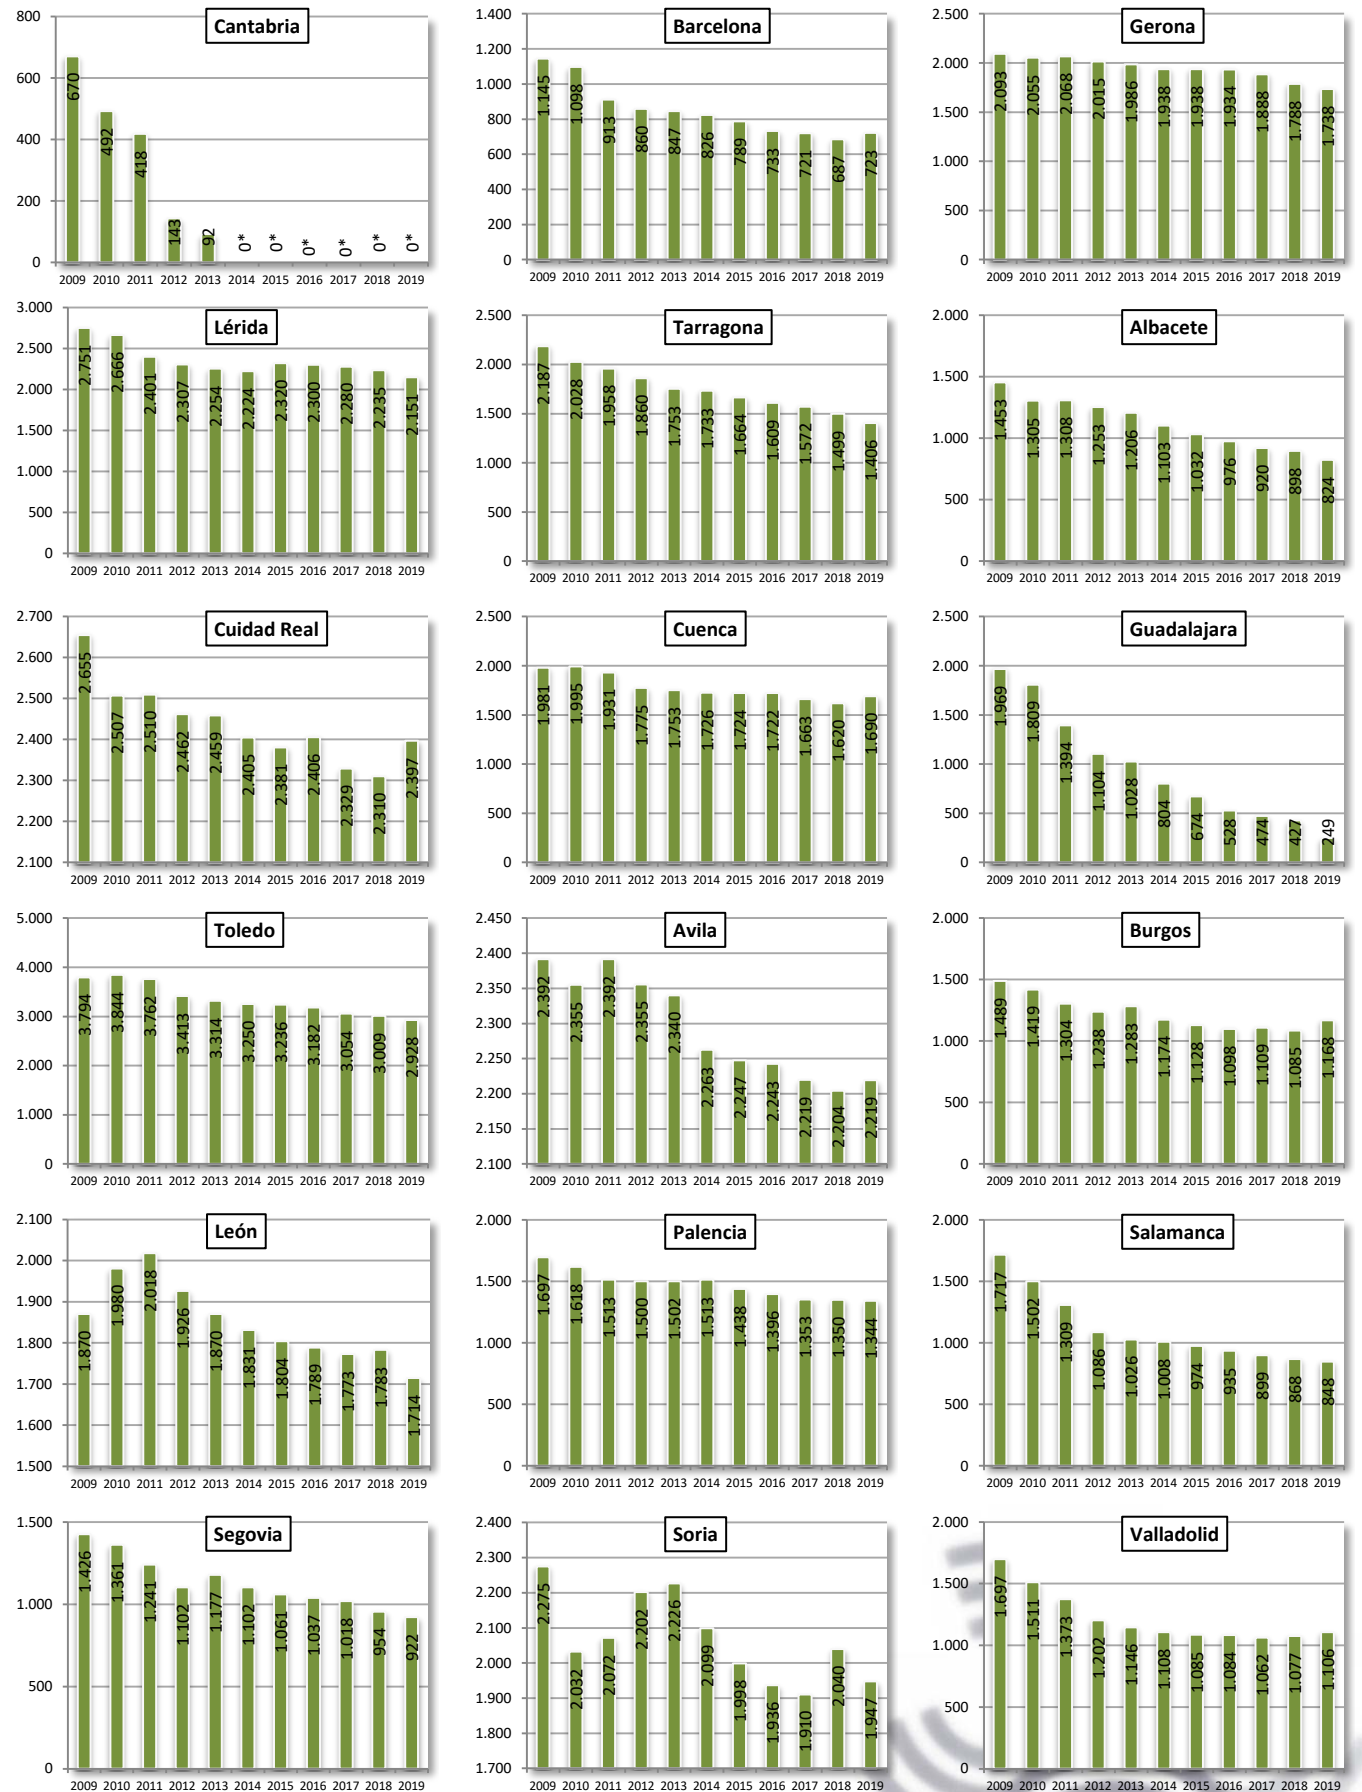 Cantabria
800
600
400
200
0
670 492 418 143 92 0* 0* 0* 0* 0* 0*
2009 2010 2011 2012 2013 2014 2015 2016 2017 2018 2019
Barcelona
1.400
1.200
1.000
800
600
400
200
0
1.145 1.098 913 860 847 826 789 733 721 687 723
2009 2010 2011 2012 2013 2014 2015 2016 2017 2018 2019
Gerona
2.500
2.000
1.500
1.000
500
0
2.093 2.055 2.068 2.015 1.986 1.938 1.938 1.934 1.888 1.788 1.738
2009 2010 2011 2012 2013 2014 2015 2016 2017 2018 2019
Lérida
3.000
2.500
2.000
1.500
1.000
500
0
2.751 2.666 2.401 2.307 2.254 2.224 2.320 2.300 2.280 2.235 2.151
2009 2010 2011 2012 2013 2014 2015 2016 2017 2018 2019
Tarragona
2.500
2.000
1.500
1.000
500
0
2.187 2.028 1.958 1.860 1.753 1.733 1.664 1.609 1.572 1.499 1.406
2009 2010 2011 2012 2013 2014 2015 2016 2017 2018 2019
Albacete
2.000
1.500
1.000
500
0
1.453 1.305 1.308 1.253 1.206 1.103 1.032 976 920 898 824
2009 2010 2011 2012 2013 2014 2015 2016 2017 2018 2019
Cuidad Real
2.700
2.600
2.500
2.400
2.300
2.200
2.100
2.655 2.507 2.510 2.462 2.459 2.405 2.381 2.406 2.329 2.310 2.397
2009 2010 2011 2012 2013 2014 2015 2016 2017 2018 2019
Cuenca
2.500
2.000
1.500
1.000
500
0
1.981 1.995 1.931 1.775 1.753 1.726 1.724 1.722 1.663 1.620 1.690
2009 2010 2011 2012 2013 2014 2015 2016 2017 2018 2019
Guadalajara
2.500
2.000
1.500
1.000
500
0
1.969 1.809 1.394 1.104 1.028 804 674 528 474 427 249
2009 2010 2011 2012 2013 2014 2015 2016 2017 2018 2019
Toledo
5.000
4.000
3.000
2.000
1.000
0
3.794 3.844 3.762 3.413 3.314 3.250 3.236 3.182 3.054 3.009 2.928
2009 2010 2011 2012 2013 2014 2015 2016 2017 2018 2019
Avila
2.450
2.400
2.350
2.300
2.250
2.200
2.150
2.100
2.392 2.355 2.392 2.355 2.340 2.263 2.247 2.243 2.219 2.204 2.219
2009 2010 2011 2012 2013 2014 2015 2016 2017 2018 2019
Burgos
2.000
1.500
1.000
500
0
1.489 1.419 1.304 1.238 1.283 1.174 1.128 1.098 1.109 1.085 1.168
2009 2010 2011 2012 2013 2014 2015 2016 2017 2018 2019
León
2.100
2.000
1.900
1.800
1.700
1.600
1.500
1.870 1.980 2.018 1.926 1.870 1.831 1.804 1.789 1.773 1.783 1.714
2009 2010 2011 2012 2013 2014 2015 2016 2017 2018 2019
Palencia
2.000
1.500
1.000
500
0
1.697 1.618 1.513 1.500 1.502 1.513 1.438 1.396 1.353 1.350 1.344
2009 2010 2011 2012 2013 2014 2015 2016 2017 2018 2019
Salamanca
2.000
1.500
1.000
500
0
1.717 1.502 1.309 1.086 1.026 1.008 974 935 899 868 848
2009 2010 2011 2012 2013 2014 2015 2016 2017 2018 2019
Segovia
1.500
1.000
500
0
1.426 1.361 1.241 1.102 1.177 1.102 1.061 1.037 1.018 954 922
2009 2010 2011 2012 2013 2014 2015 2016 2017 2018 2019
Soria
2.400
2.300
2.200
2.100
2.000
1.900
1.800
1.700
2.275 2.032 2.072 2.202 2.226 2.099 1.998 1.936 1.910 2.040 1.947
2009 2010 2011 2012 2013 2014 2015 2016 2017 2018 2019
Valladolid
2.000
1.500
1.000
500
0
1.697 1.511 1.373 1.202 1.146 1.108 1.085 1.084 1.062 1.077 1.106
2009 2010 2011 2012 2013 2014 2015 2016 2017 2018 2019